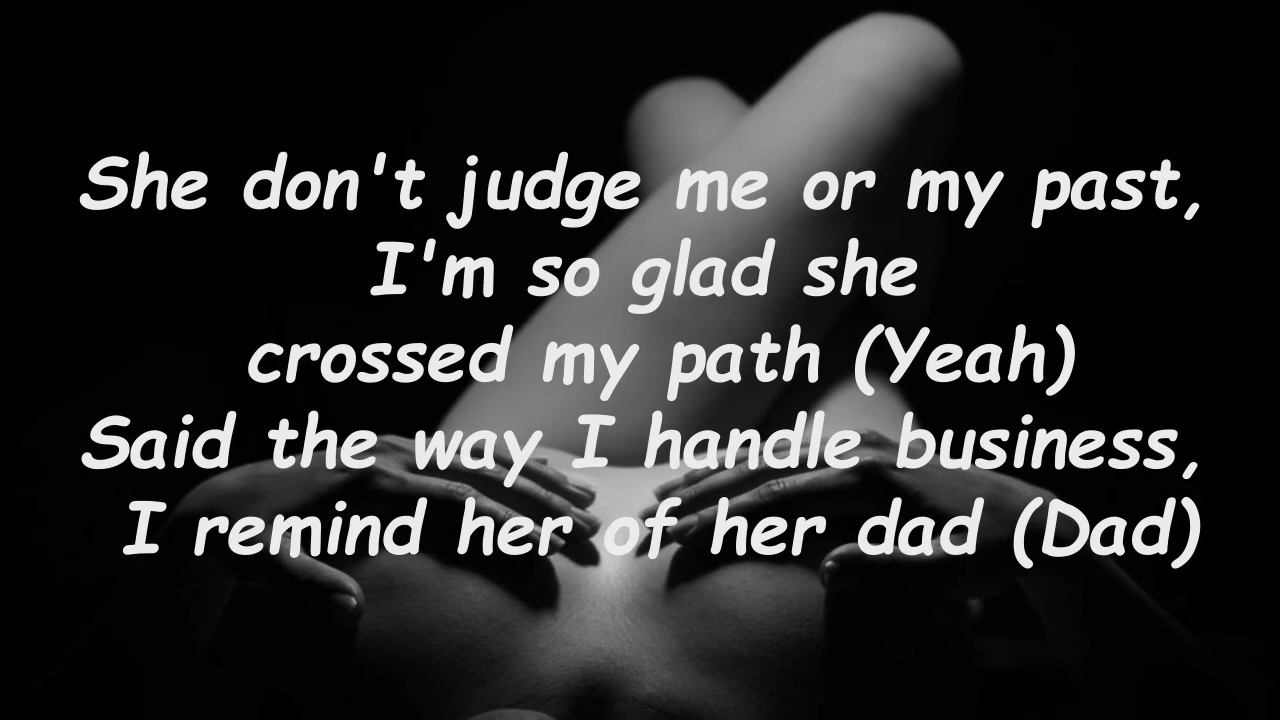 She don't judge me or my past,
I'm so glad she
crossed my path (Yeah)
Said the way I handle business,
I remind her of her dad (Dad)